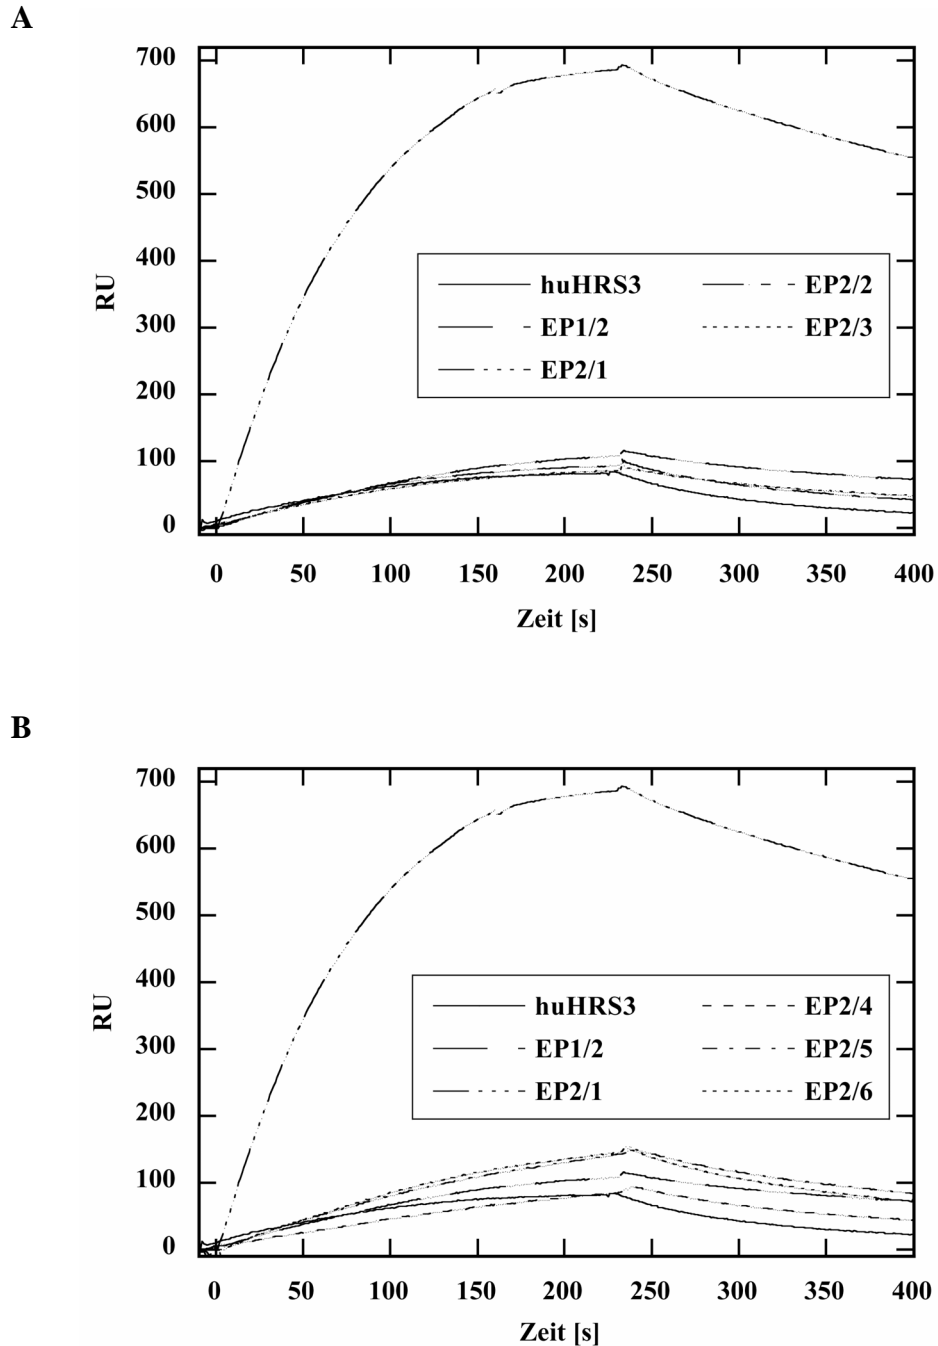 A
700
600
500
400
300
200
100
0
RU
huHRS3 EP2/2
EP1/2 EP2/3
EP2/1
0 50 100 150 200 250 300 350 400
Zeit [s]
B
700
600
500
400
300
200
100
0
RU
huHRS3 EP2/4
EP1/2 EP2/5
EP2/1 EP2/6
0 50 100 150 200 250 300 350 400
Zeit [s]